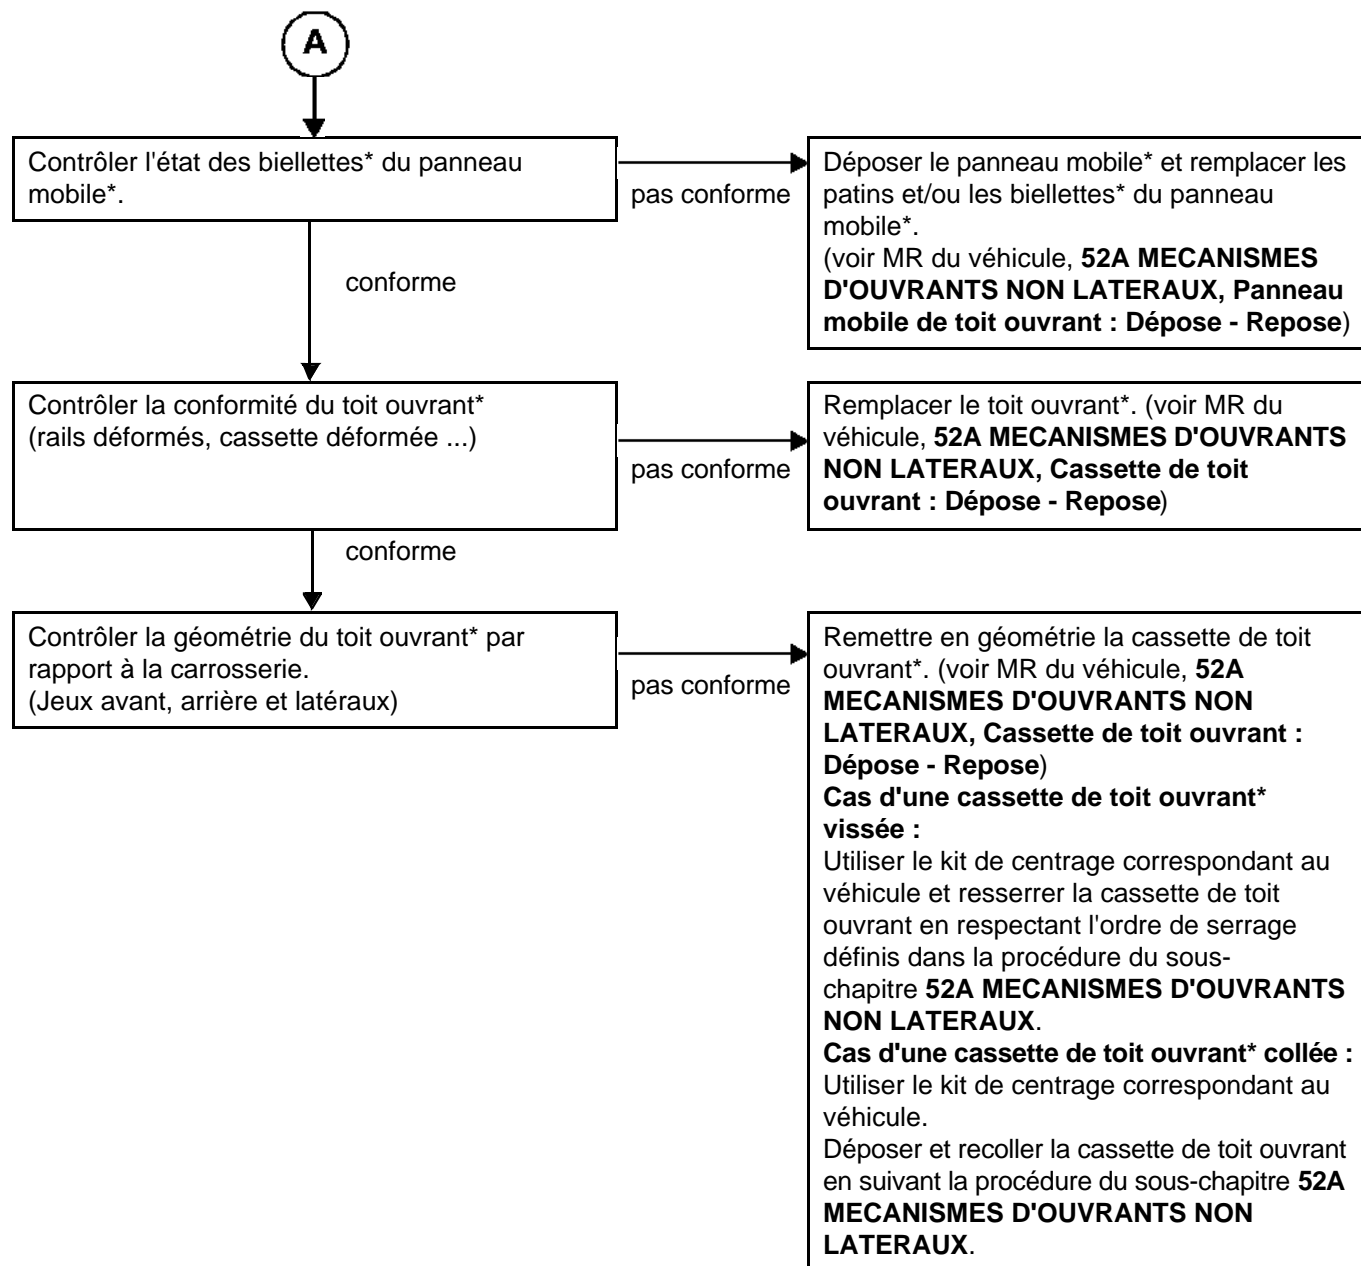 A
Contrôler l'état des biellettes* du panneau
mobile*.
pas conforme
Déposer le panneau mobile* et remplacer les
patins et/ou les biellettes* du panneau
mobile*.
(voir MR du véhicule, 52A MECANISMES
D'OUVRANTS NON LATERAUX, Panneau
mobile de toit ouvrant : Dépose - Repose)
conforme
Contrôler la conformité du toit ouvrant*
(rails déformés, cassette déformée ...)
pas conforme
Remplacer le toit ouvrant*. (voir MR du
véhicule, 52A MECANISMES D'OUVRANTS
NON LATERAUX, Cassette de toit
ouvrant : Dépose - Repose)
conforme
Contrôler la géométrie du toit ouvrant* par
rapport à la carrosserie.
(Jeux avant, arrière et latéraux)
pas conforme
Remettre en géométrie la cassette de toit
ouvrant*. (voir MR du véhicule, 52A
MECANISMES D'OUVRANTS NON
LATERAUX, Cassette de toit ouvrant :
Dépose - Repose)
Cas d'une cassette de toit ouvrant*
vissée :
Utiliser le kit de centrage correspondant au
véhicule et resserrer la cassette de toit
ouvrant en respectant l'ordre de serrage
définis dans la procédure du sous-
chapitre 52A MECANISMES D'OUVRANTS
NON LATERAUX.
Cas d'une cassette de toit ouvrant* collée :
Utiliser le kit de centrage correspondant au
véhicule.
Déposer et recoller la cassette de toit ouvrant
en suivant la procédure du sous-chapitre 52A
MECANISMES D'OUVRANTS NON
LATERAUX.